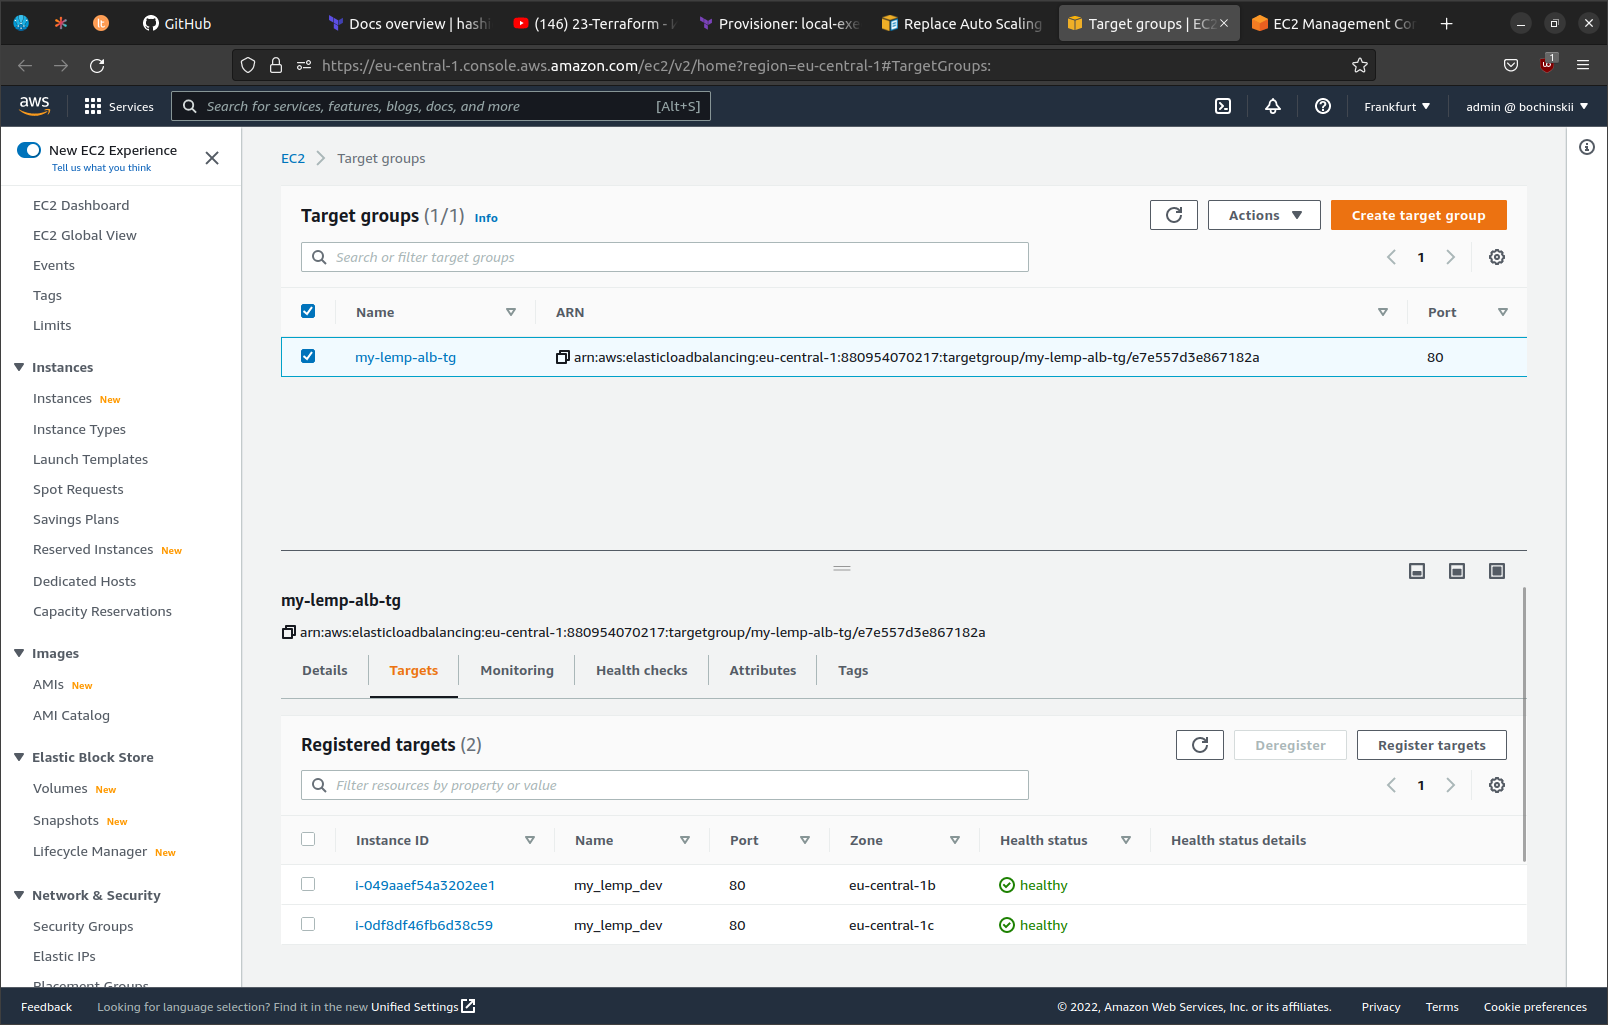 GitHub
Docs overview | hashi
(146) 23-Terraform -
Provisioner: local-exe
Replace Auto Scaling
Target groups | EC2
EC2 Management Co
https://eu-central-1.console.aws.amazon.com/ec2/v2/home?region=eu-central-1#TargetGroups:
1
aws
Services
Search for services, features, blogs, docs, and more
[Alt+S]
Frankfurt
admin @ bochinskii
New EC2 Experience
Tell us what you think
EC2 Dashboard
EC2 Global View
Events
Tags
Limits
Instances
Instances New
Instance Types
Launch Templates
Spot Requests
Savings Plans
Reserved Instances New
Dedicated Hosts
Capacity Reservations
Images
AMIs New
AMI Catalog
Elastic Block Store
Volumes New
Snapshots New
Lifecycle Manager New
Network & Security
Security Groups
Elastic IPs
Placement Groups
EC2 Target groups
Target groups (1/1) Info
Actions
Create target group
Search or filter target groups
1
Name ARN Port
my-lemp-alb-tg arn:aws:elasticloadbalancing:eu-central-1:880954070217:targetgroup/my-lemp-alb-tg/e7e557d3e867182a 80
my-lemp-alb-tg
arn:aws:elasticloadbalancing:eu-central-1:880954070217:targetgroup/my-lemp-alb-tg/e7e557d3e867182a
Details Targets Monitoring Health checks Attributes Tags
Registered targets (2)
Deregister
Register targets
Filter resources by property or value
1
Instance ID Name Port Zone Health status Health status details
i-049aaef54a3202ee1 my_lemp_dev 80 eu-central-1b healthy
i-0df8df46fb6d38c59 my_lemp_dev 80 eu-central-1c healthy
Feedback
Looking for language selection? Find it in the new Unified Settings
© 2022, Amazon Web Services, Inc. or its affiliates.
Privacy
Terms
Cookie preferences